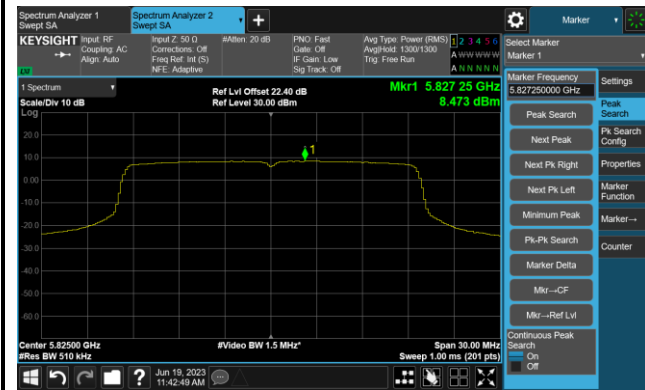 Spectrum Analyzer 1
Swept SA
Spectrum Analyzer 2
Swept SA
+
Marker
KEYSIGHT
Input: RF
Coupling: AC
Align: Auto
Input Z: 50 Ω
Corrections: Off
Freq Ref: Int (S)
NFE: Adaptive
#Atten: 20 dB
PNO: Fast
Gate: Off
IF Gain: Low
Sig Track: Off
Avg Type: Power (RMS)
Avg|Hold: 1300/1300
Trig: Free Run
1 2 3 4 5 6
A W W W W W
A N N N N N
Select Marker
Marker 1
LU
1 Spectrum
Scale/Div 10 dB
Log
Ref Lvl Offset 22.40 dB
Ref Level 30.00 dBm
Mkr1 5.827 25 GHz
8.473 dBm
20.0
10.0
0.00
-10.0
-20.0
-30.0
-40.0
-50.0
-60.0
1
Center 5.82500 GHz
#Res BW 510 kHz
#Video BW 1.5 MHz*
Span 30.00 MHz
Sweep 1.00 ms (201 pts)
Marker Frequency
5.827250000 GHz
Peak Search
Next Peak
Next Pk Right
Next Pk Left
Minimum Peak
Pk-Pk Search
Marker Delta
Mkr→CF
Mkr→Ref Lvl
Continuous Peak
Search
On
Off
Settings
Peak
Search
Pk Search
Config
Properties
Marker
Function
Marker→
Counter
?
Jun 19, 2023
11:42:49 AM